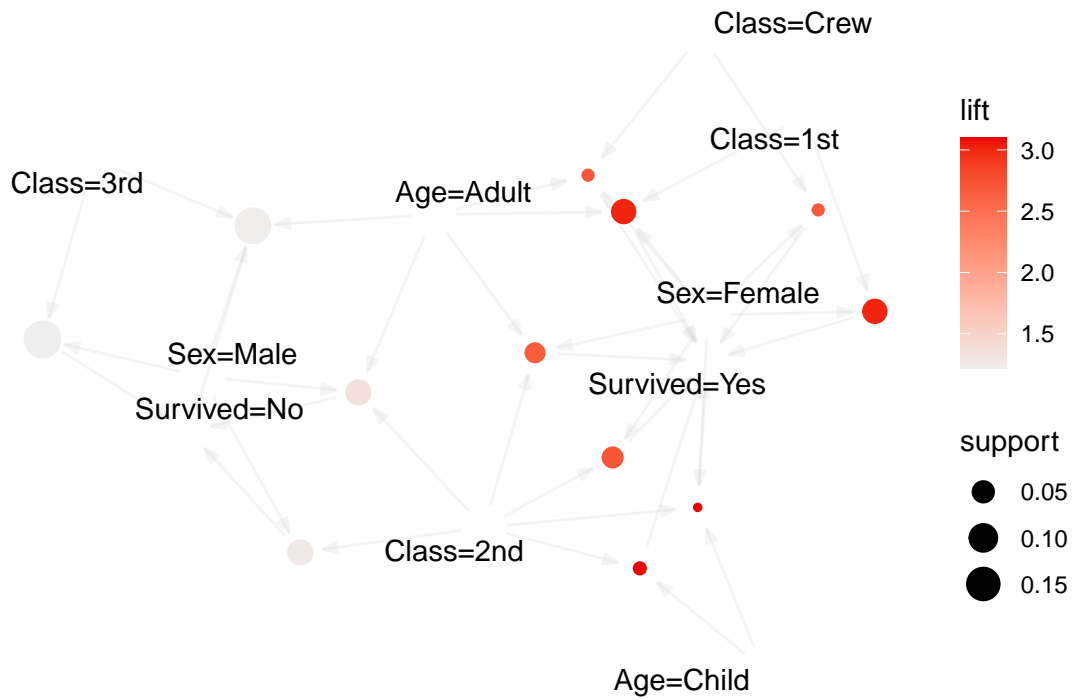 Class=Crew
Class=1st
Class=3rd
Age=Adult
Sex=Female
Sex=Male
Survived=Yes
Survived=No
Class=2nd
Age=Child
lift
3.0
2.5
2.0
1.5
support
0.05
0.10
0.15